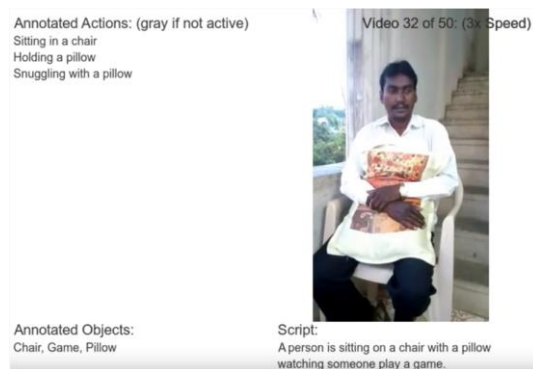 Annotated Actions: (gray if not active)
Video 32 of 50: (3x Speed)
Sitting in a chair
Holding a pillow
Snuggling with a pillow
Annotated Objects:
Chair, Game, Pillow
Script:
A person is sitting on a chair with a pillow
watching someone play a game.